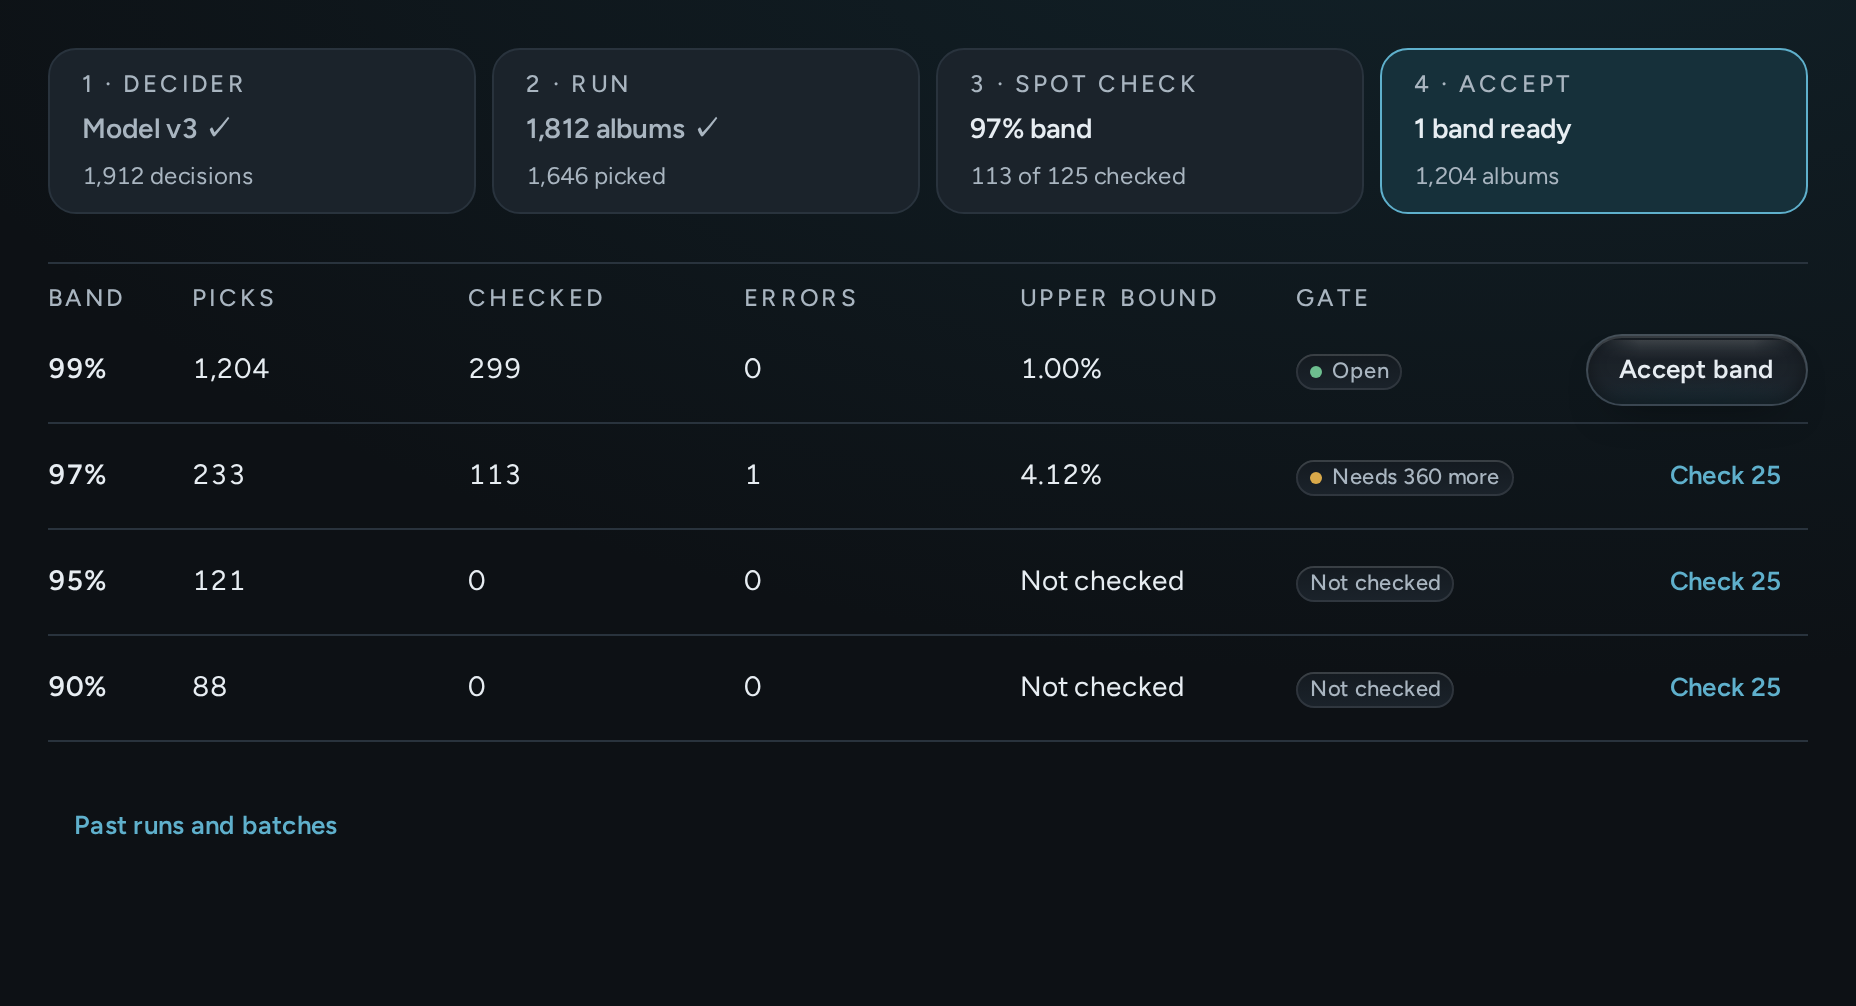 1 · DECIDER
Model v3 ✓
1,912 decisions
2 · RUN
1,812 albums ✓
1,646 picked
3 · SPOT CHECK
97% band
113 of 125 checked
4 · ACCEPT
1 band ready
1,204 albums
BAND PICKS CHECKED ERRORS UPPER BOUND GATE
99% 1,204 299 0 1.00% Open Accept band
97% 233 113 1 4.12% Needs 360 more Check 25
95% 121 0 0 Not checked Not checked Check 25
90% 88 0 0 Not checked Not checked Check 25
Past runs and batches